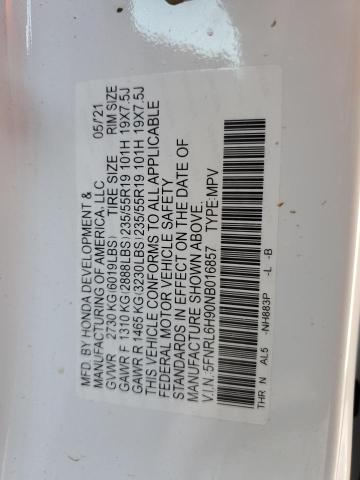 MFD BY HONDA DEVELOPMENT & 05/21
MANUFACTURING OF AMERICA, LLC
GVWR 2730 KG(6019LBS) TIRE SIZE RIM SIZE
GAWR F 1310 KG(2888LBS) 235/55R19 101H 19X7.5J
GAWR R 1465 KG(3230LBS) 235/55R19 101H 19X7.5J
THIS VEHICLE CONFORMS TO ALL APPLICABLE
FEDERAL MOTOR VEHICLE SAFETY
STANDARDS IN EFFECT ON THE DATE OF
MANUFACTURE SHOWN ABOVE.
V.I.N. 5FNRL6H90NB016857 TYPE-MPV
THR N AL5 -NH883P -L -B